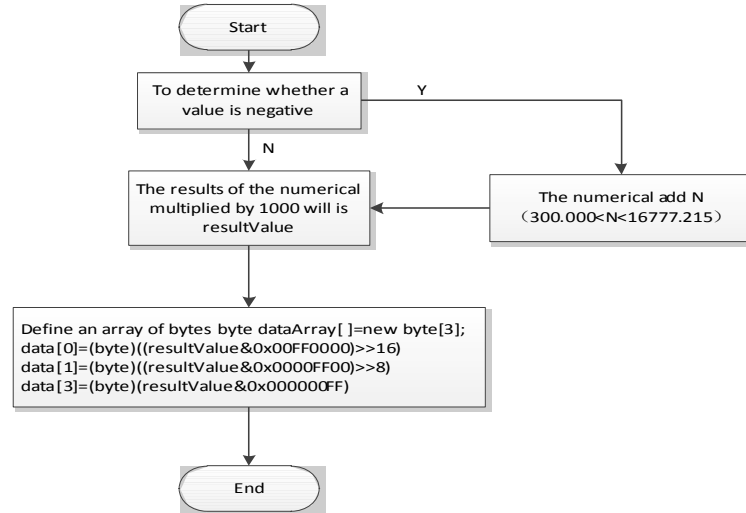 Start
To determine whether a
value is negative
Y
N
The results of the numerical
multiplied by 1000 will is
resultValue
The numerical add N
（300.000<N<16777.215）
Define an array of bytes byte dataArray[ ]=new byte[3];
data[0]=(byte)((resultValue&0x00FF0000)>>16)
data[1]=(byte)((resultValue&0x0000FF00)>>8)
data[3]=(byte)(resultValue&0x000000FF)
End